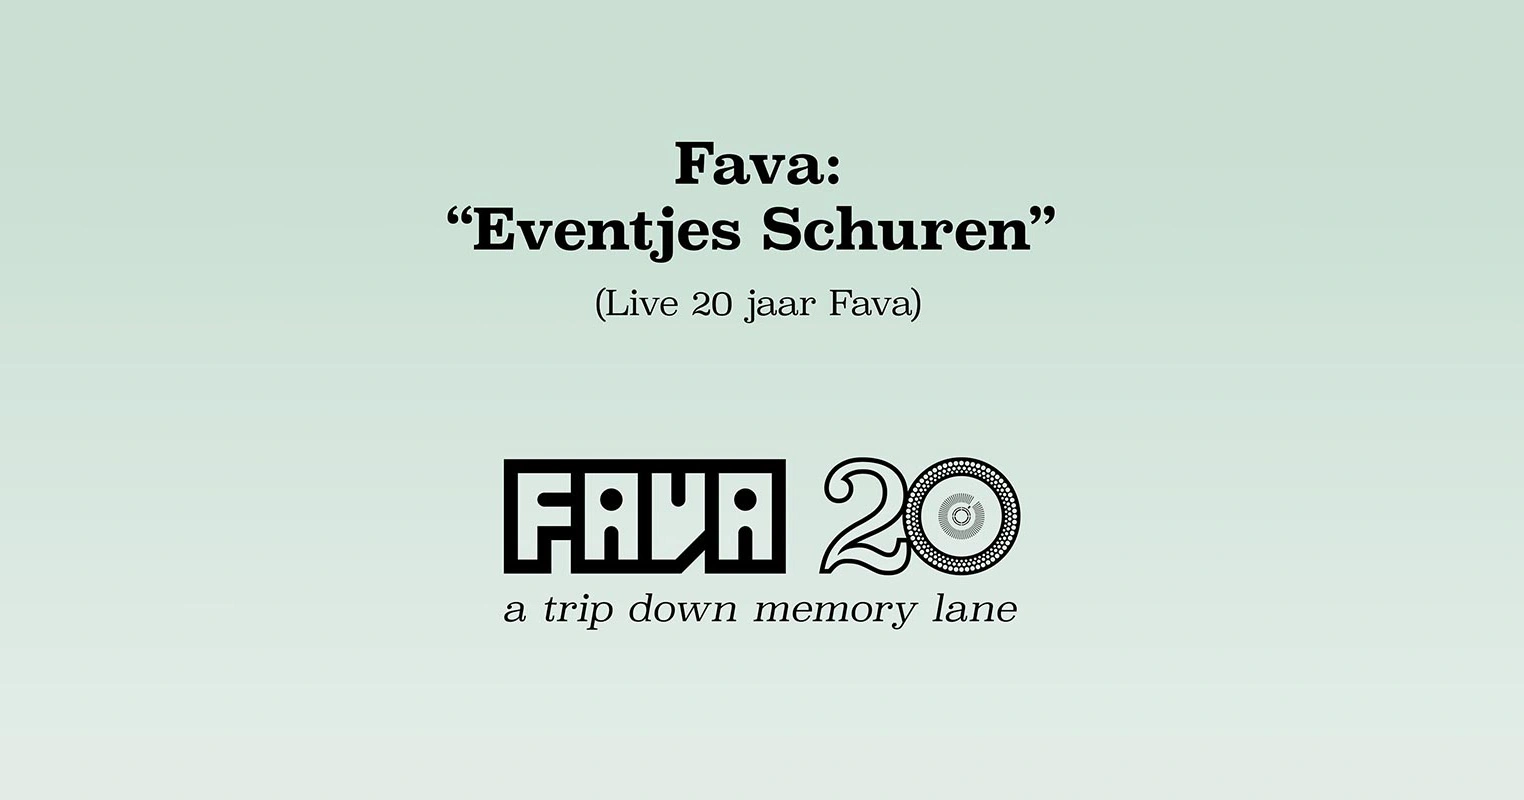 Fava:
“Eventjes Schuren”
(Live 20 jaar Fava)
FAVA 20
a trip down memory lane